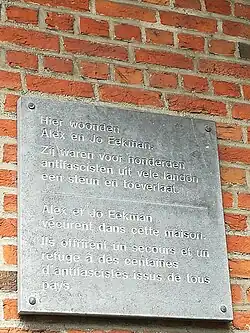 Hier woonden
Alex en Jo Eekman.
Zij waren voor honderden
antifascisten uit vele landen
een steun en toeverlaat.
Alex et Jo Eekman
vécurent dans cette maison.
Ils offrirent un secours et un
refuge à des centaines
d'antifascistes issus de tous
pays.